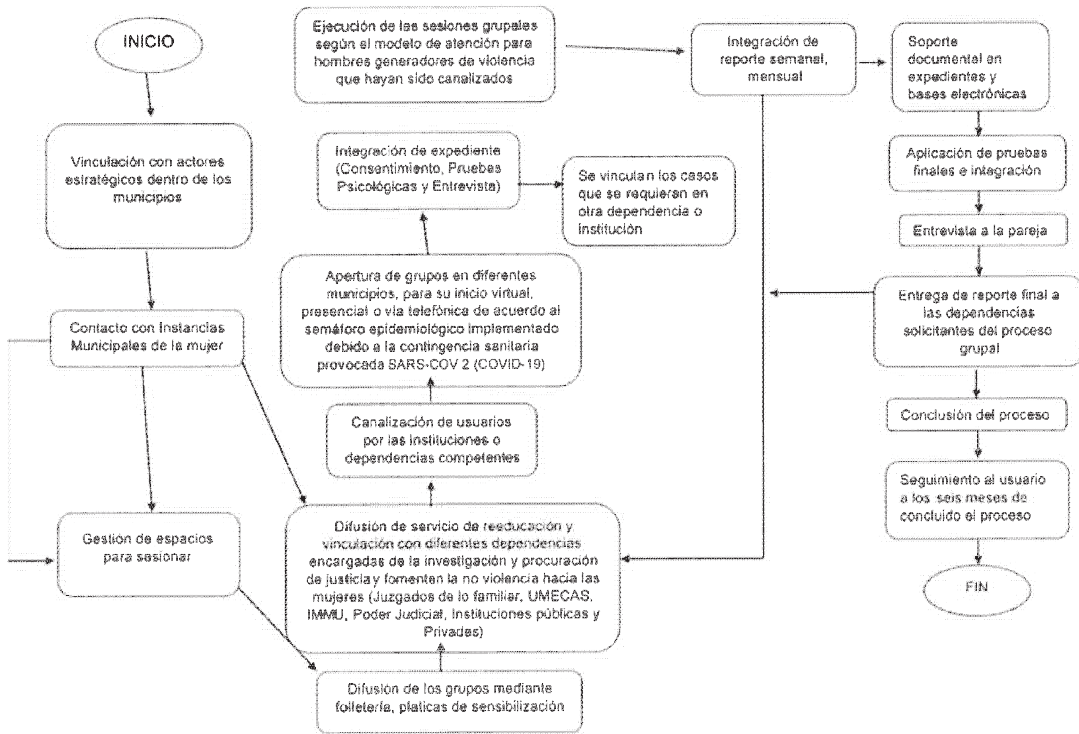 INICIO
Vinculación con actores
estratégicos dentro de los
municipios
Contacto con Instancias
Municipales de la mujer
Gestión de espacios
para sesionar
Ejecución de las sesiones grupales
según el modelo de atención para
hombres generadores de violencia
que hayan sido canalizados
Integración de expediente
(Consentimiento, Pruebas
Psicológicas y Entrevista)
Se vinculan los casos
que se requieran en
otra dependencia o
institución
Apertura de grupos en diferentes
municipios, para su inicio virtual,
presencial o vía telefónica de acuerdo al
semáforo epidemiológico implementado
debido a la contingencia sanitaria
provocada SARS-COV 2 (COVID-19)
Canalización de usuarios
por las instituciones o
dependencias competentes
Difusión de servicio de reeducación y
vinculación con diferentes dependencias
encargadas de la investigación y procuración
de justicia y fomenten la no violencia hacia las
mujeres (Juzgados de lo familiar, UMECAS,
IMMU, Poder Judicial, Instituciones públicas y
Privadas)
Difusión de los grupos mediante
folletería, platicas de sensibilización
Integración de
reporte semanal,
mensual
Soporte
documental en
expedientes y
bases electrónicas
Aplicación de pruebas
finales e integración
Entrevista a la pareja
Entrega de reporte final a
las dependencias
solicitantes del proceso
grupal
Conclusión del proceso
Seguimiento al usuario
a los seis meses de
concluido el proceso
FIN